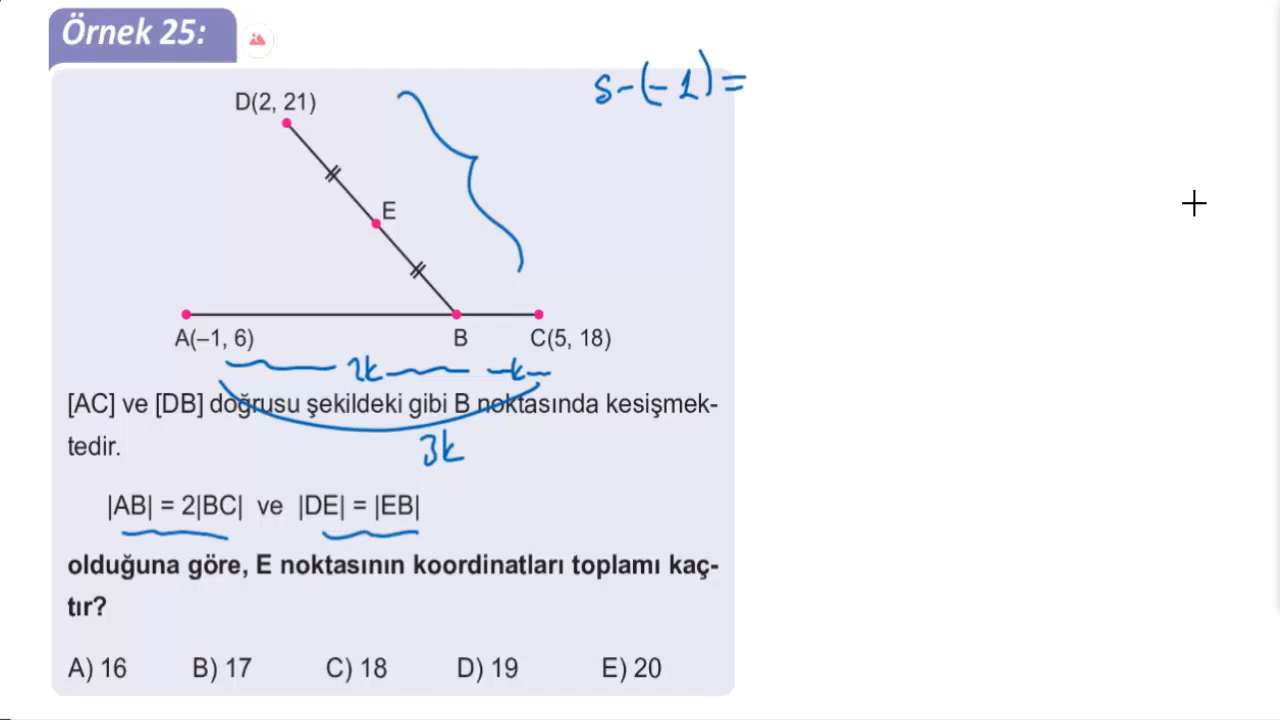 Örnek 25:
5-(-1)=
D(2, 21)
E
A(–1, 6)
B
C(5, 18)
2k
k
[AC] ve [DB] doğrusu şekildeki gibi B noktasında kesişmek-
tedir.
3k
|AB| = 2|BC| ve |DE| = |EB|
olduğuna göre, E noktasının koordinatları toplamı kaç-
tır?
A) 16 B) 17 C) 18 D) 19 E) 20